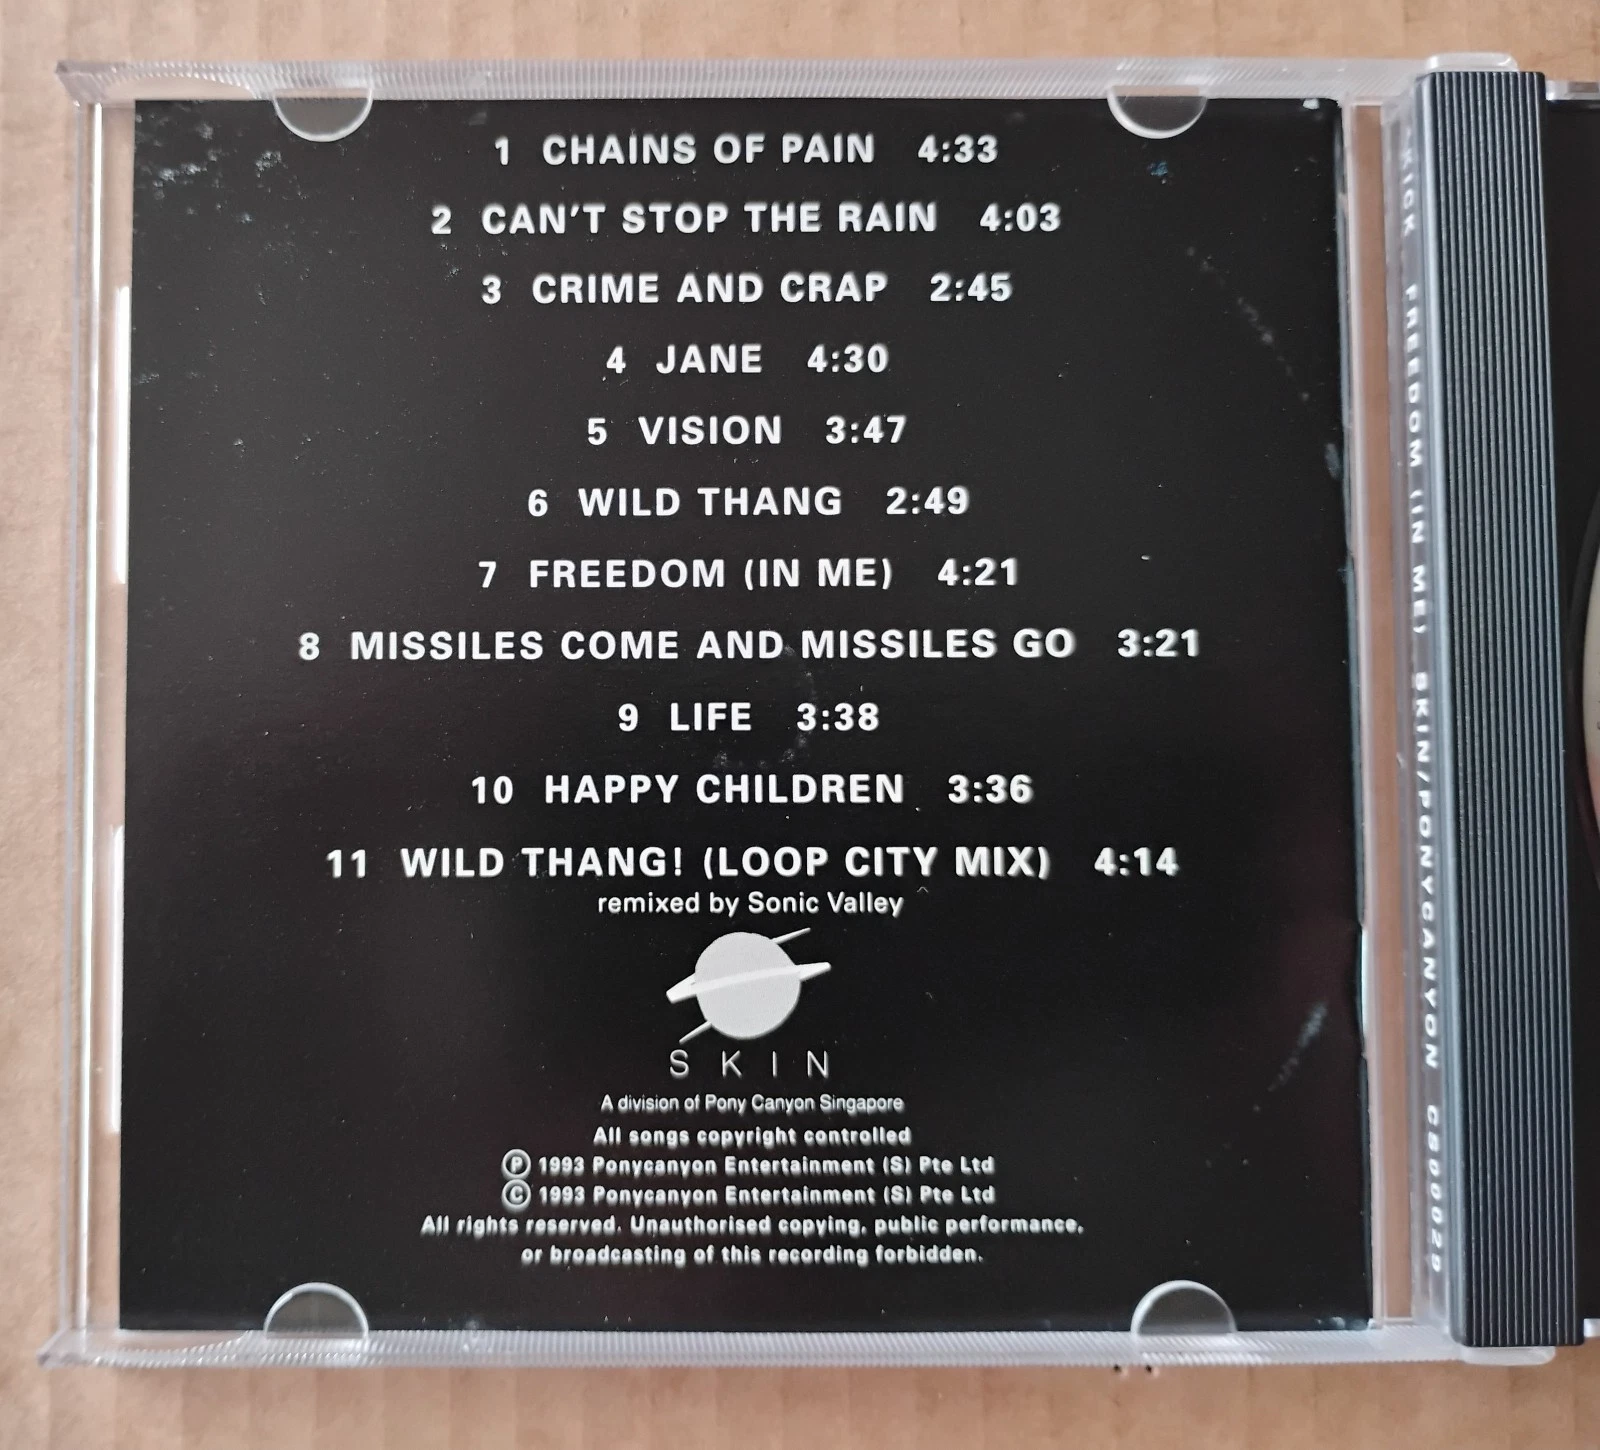 1 CHAINS OF PAIN 4:33
2 CAN'T STOP THE RAIN 4:03
3 CRIME AND CRAP 2:45
4 JANE 4:30
5 VISION 3:47
6 WILD THANG 2:49
7 FREEDOM (IN ME) 4:21
8 MISSILES COME AND MISSILES GO 3:21
9 LIFE 3:38
10 HAPPY CHILDREN 3:36
11 WILD THANG! (LOOP CITY MIX) 4:14
remixed by Sonic Valley
SKIN
A division of Pony Canyon Singapore
All songs copyright controlled
Ⓟ 1993 Ponycanyon Entertainment (S) Pte Ltd
© 1993 Ponycanyon Entertainment (S) Pte Ltd
All rights reserved. Unauthorised copying, public performance,
or broadcasting of this recording forbidden.
KICK FREEDOM (IN ME) SKIN/PONYCANYON